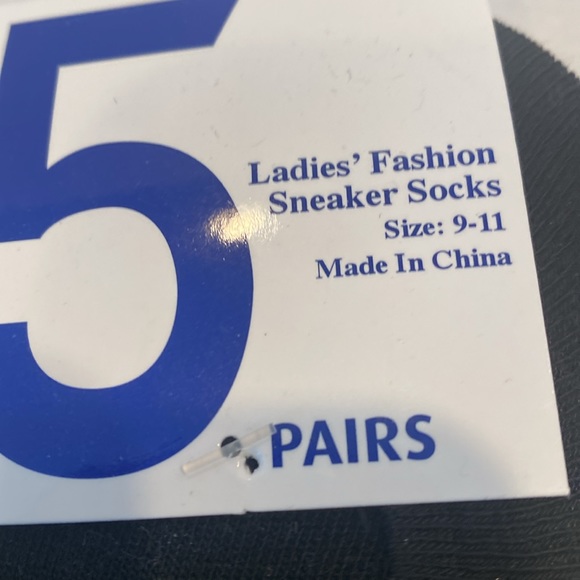 5
Ladies’ Fashion
Sneaker Socks
Size: 9-11
Made In China
PAIRS